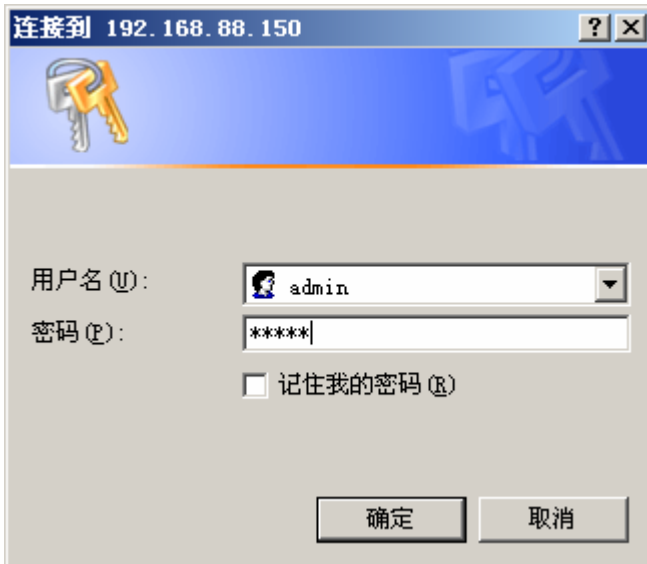 连接到 192.168.88.150
用户名(U):
admin
密码(P):
*****
记住我的密码(R)
确定 取消